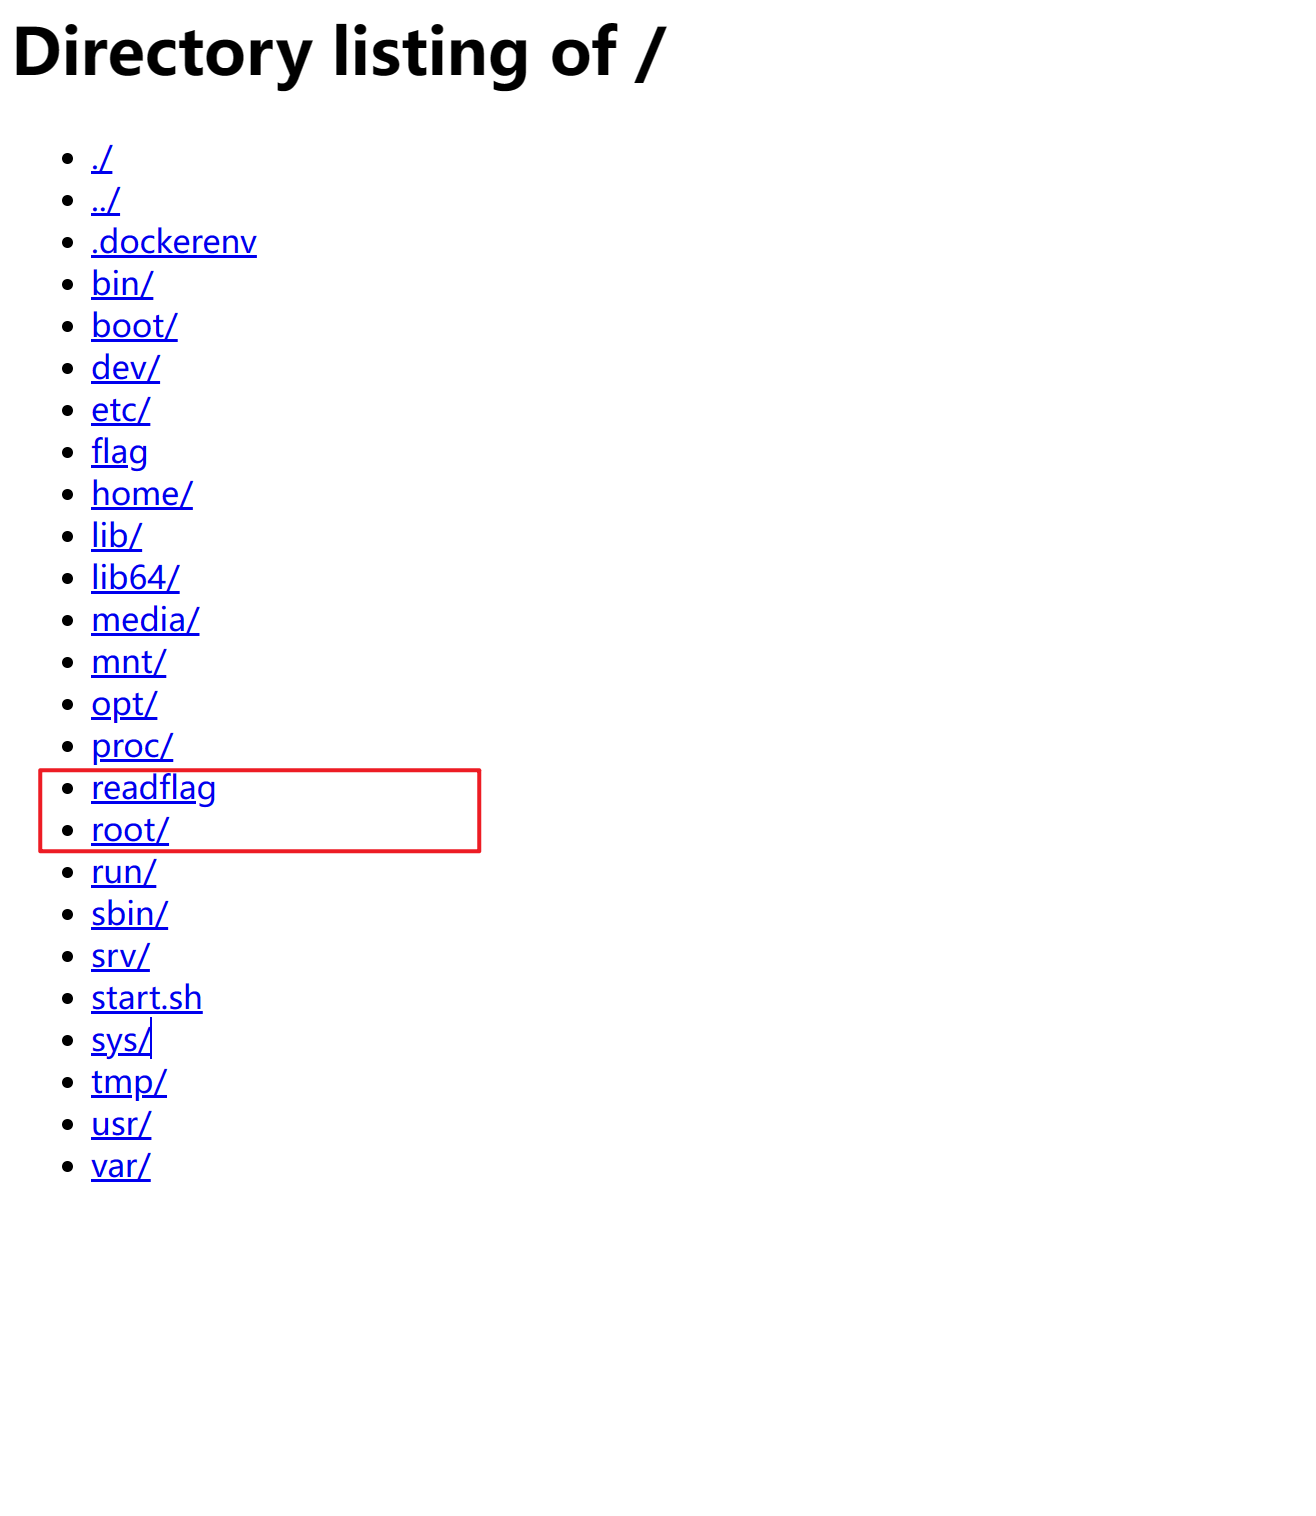 Directory listing of /
./
../
.dockerenv
bin/
boot/
dev/
etc/
flag
home/
lib/
lib64/
media/
mnt/
opt/
proc/
readflag
root/
run/
sbin/
srv/
start.sh
sys/
tmp/
usr/
var/